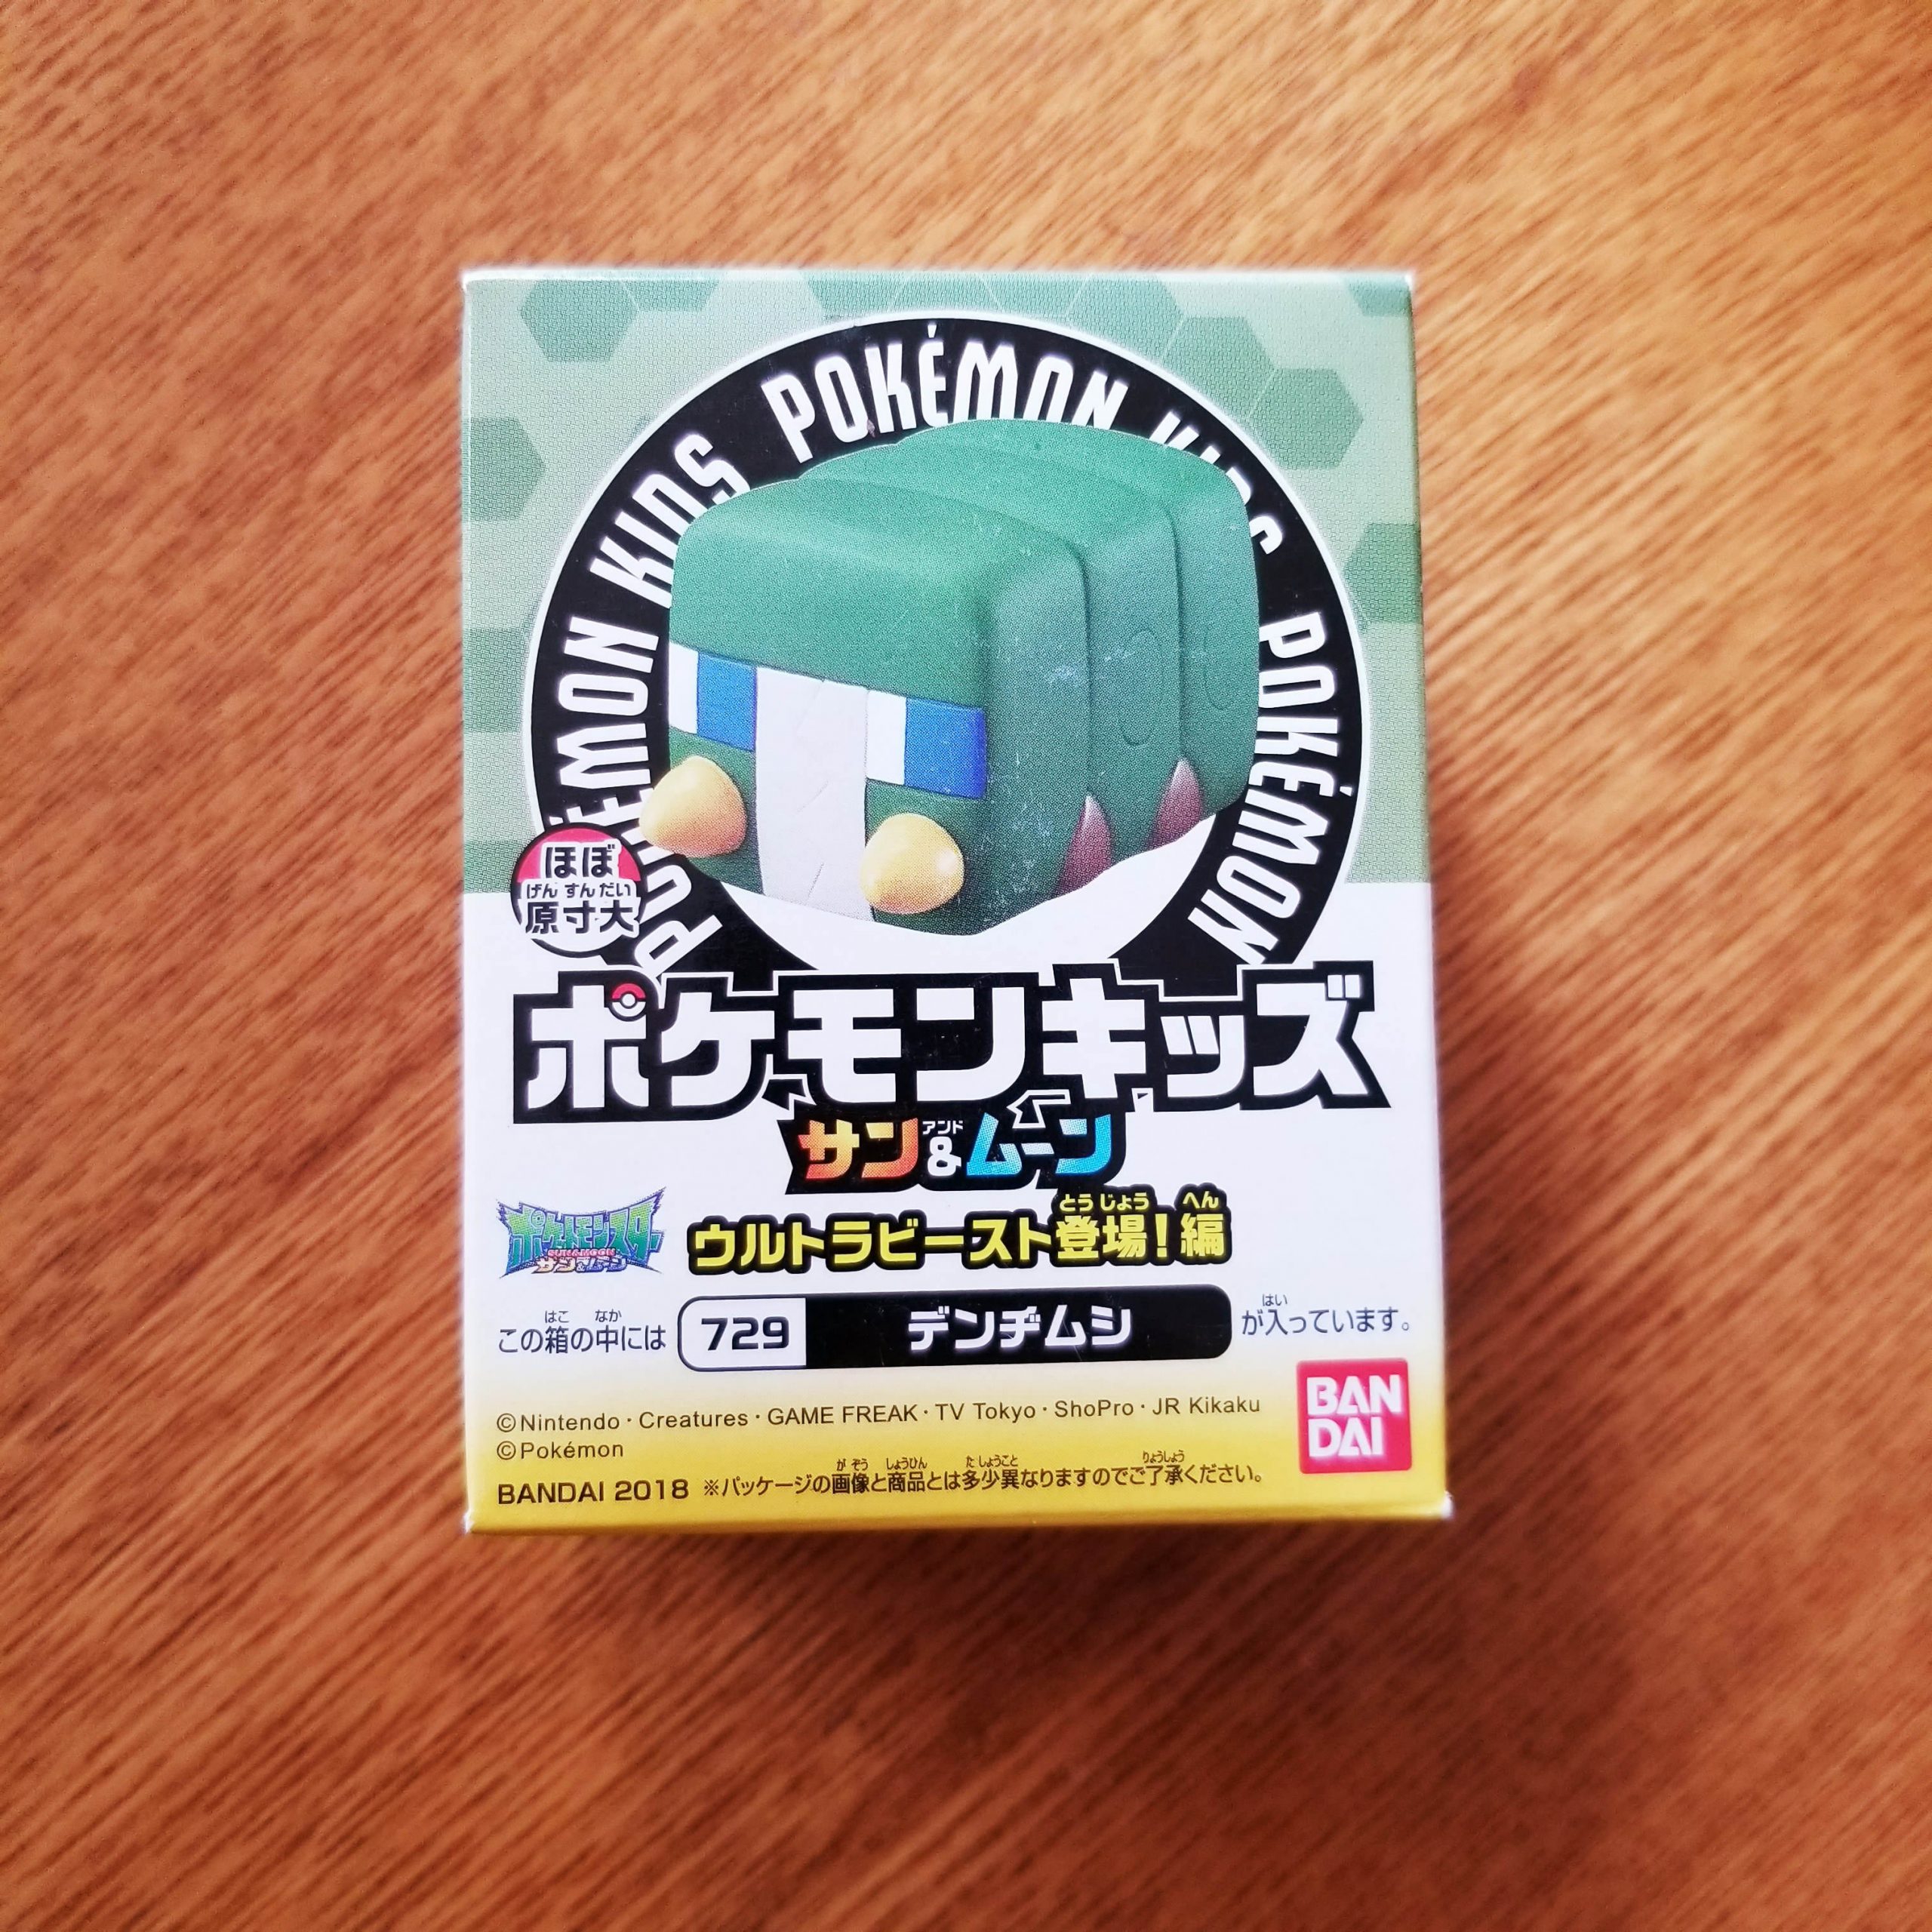 POKÉMON KIDS POKÉMON KIDS POKÉMON
ほぼ
げんすんだい
原寸大
ポケモンキッズ
サン&ムーン
アンド
とうじょう へん
ウルトラビースト登場!編
ポケットモンスター
SUN&MOON
サン&ムーン
はこ なか はい
この箱の中には 729 デンヂムシ が入っています。
©Nintendo・Creatures・GAME FREAK・TV Tokyo・ShoPro・JR Kikaku
©Pokémon
がぞう しょうひん たしょうこと りょうしょう
BANDAI 2018 ※パッケージの画像と商品とは多少異なりますのでご了承ください。
BAN
DAI